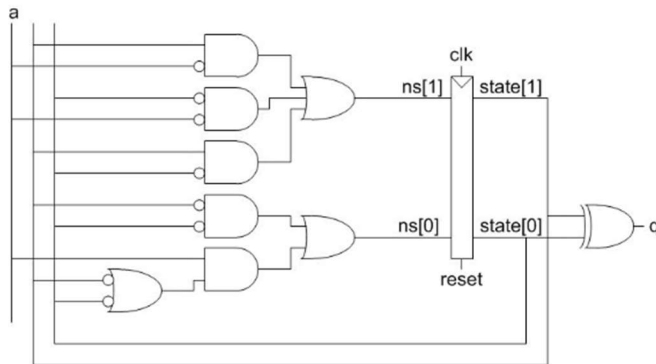 a
clk
ns[1]
state[1]
ns[0]
state[0]
reset